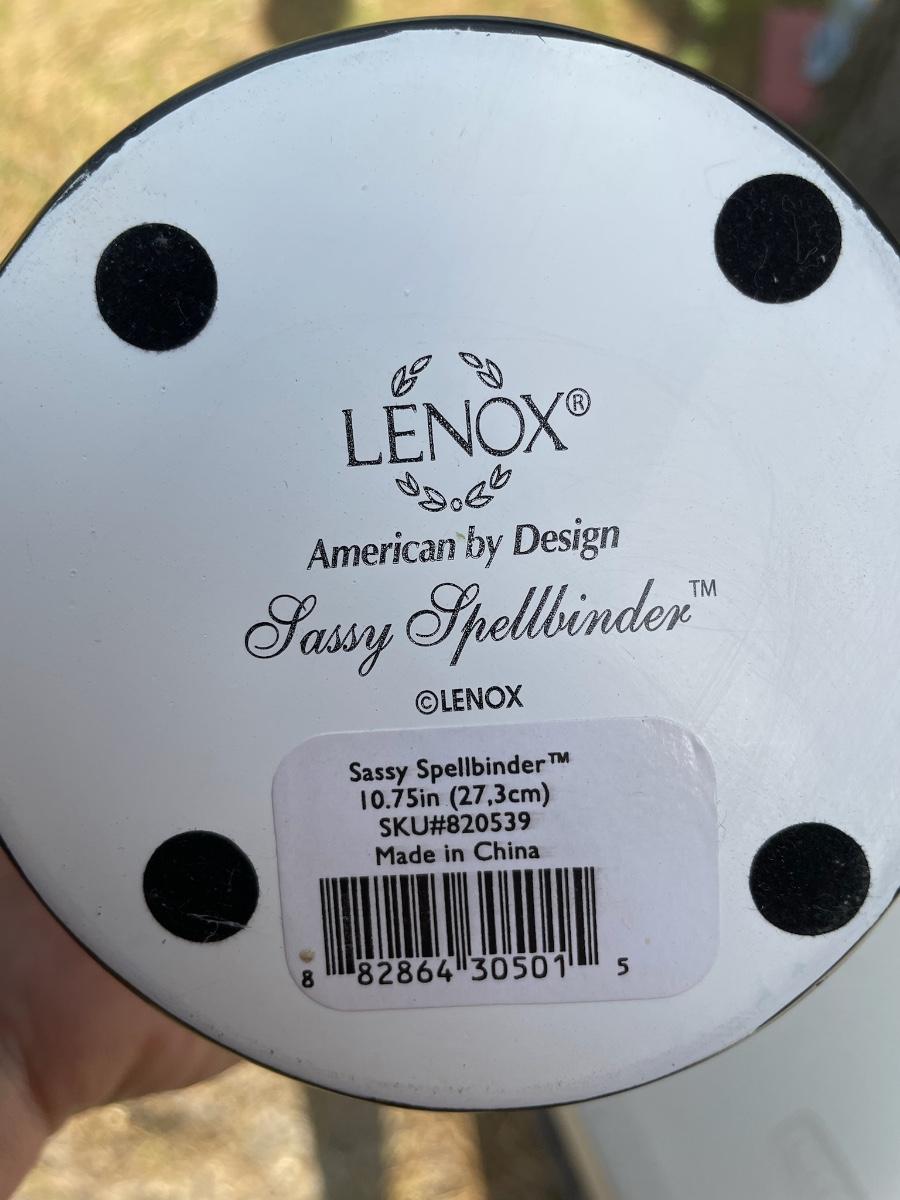 LENOX®
American by Design
Sassy Spellbinder™
©LENOX
Sassy Spellbinder™
10.75in (27,3cm)
SKU#820539
Made in China
8 82864 30501 5